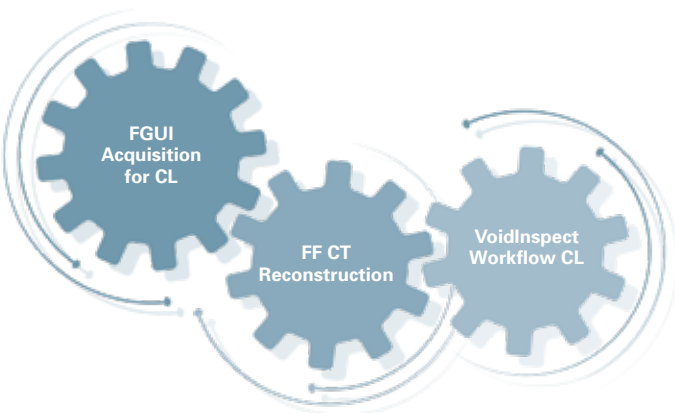 FGUI
Acquisition
for CL
FF CT
Reconstruction
VoidInspect
Workflow CL